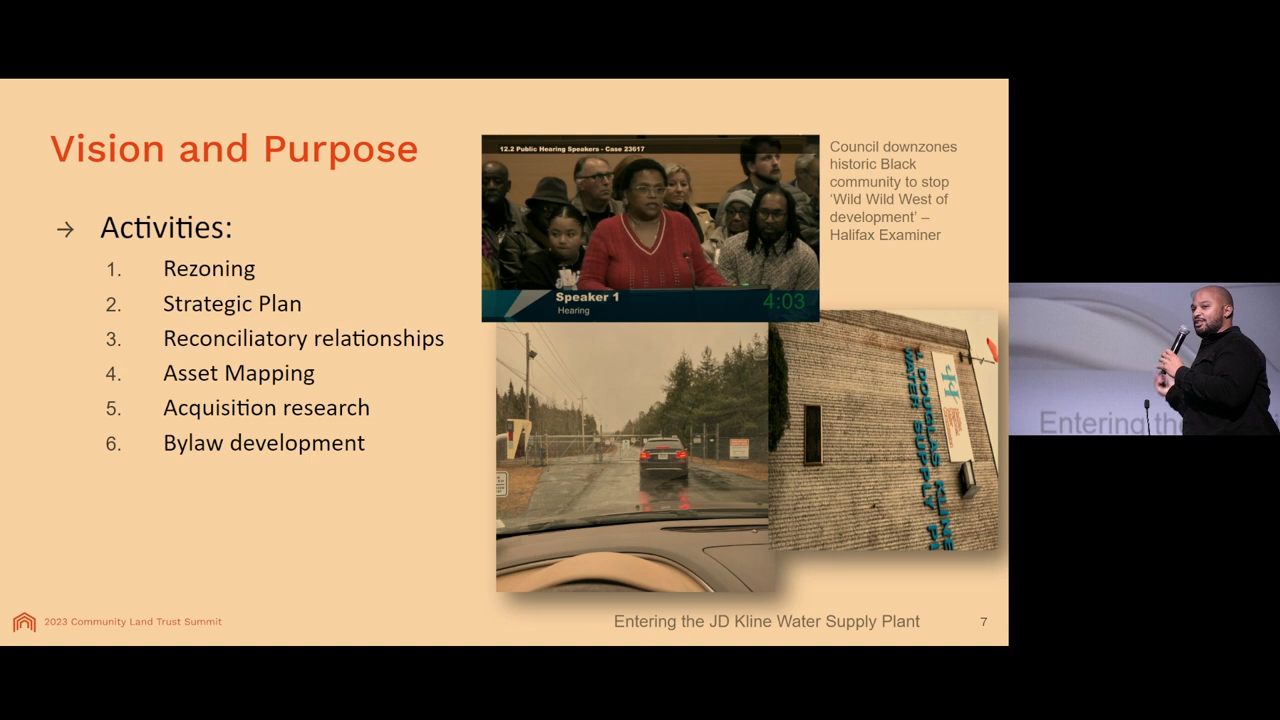 Vision and Purpose
→ Activities:
1. Rezoning
2. Strategic Plan
3. Reconciliatory relationships
4. Asset Mapping
5. Acquisition research
6. Bylaw development
12.2 Public Hearing Speakers - Case 23617
Speaker 1
Hearing
4:03
Council downzones
historic Black
community to stop
‘Wild Wild West of
development’ –
Halifax Examiner
J. DOUGLAS KLINE
WATER SUPPLY
Entering the JD Kline Water Supply Plant
7
2023 Community Land Trust Summit
Entering the